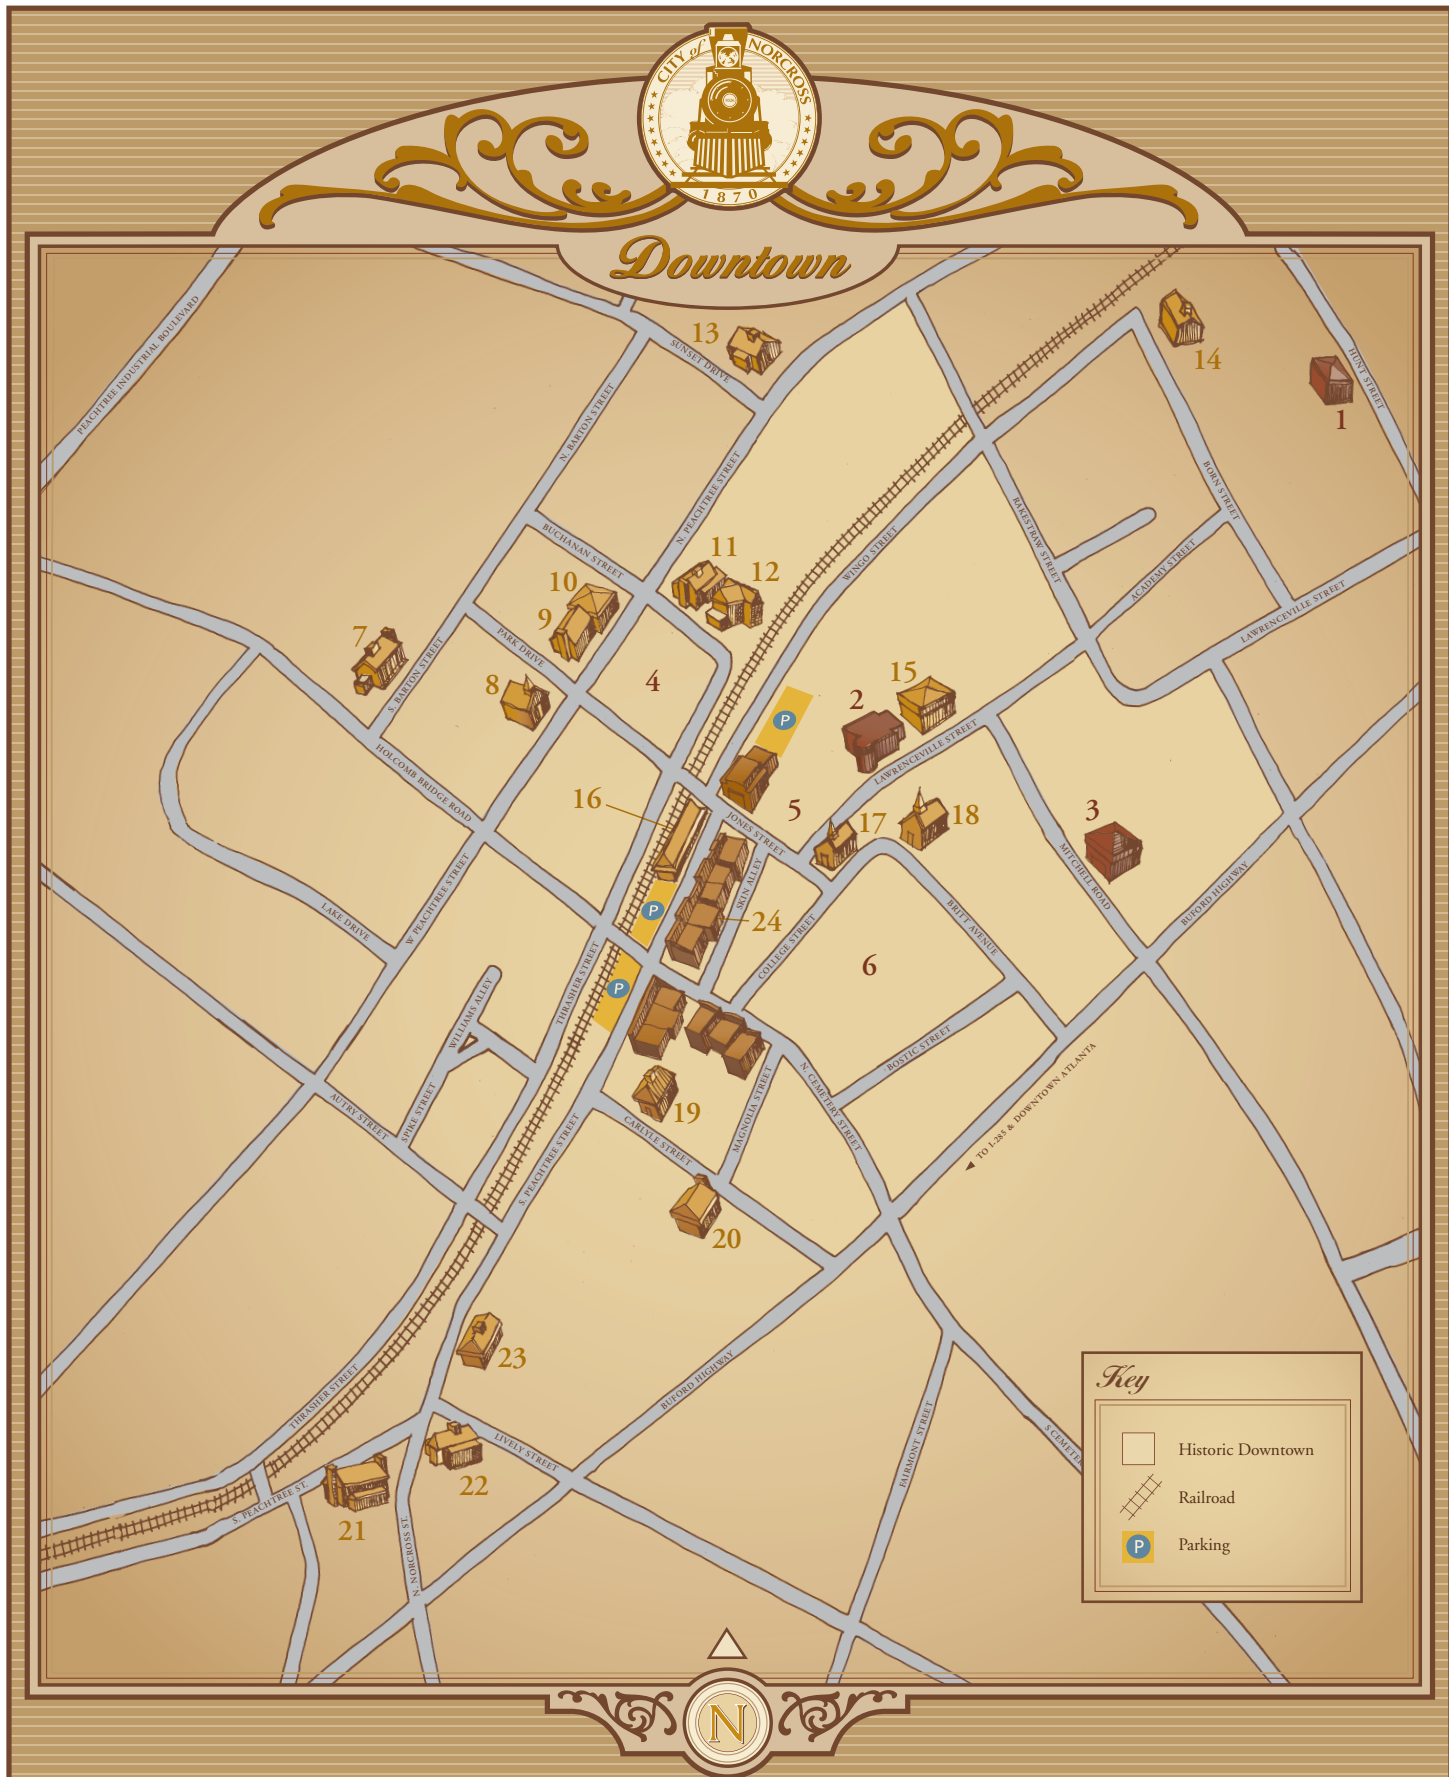 CITY of NORCROSS
1870
Downtown
PEACHTREE INDUSTRIAL BOULEVARD
13
SUNSET DRIVE
14
HUNT STREET
1
N. BARTON STREET
N. PEACHTREE STREET
BORN STREET
RAKESTRAW STREET
BUCHANAN STREET
WINGO STREET
ACADEMY STREET
11
12
10
9
LAWRENCEVILLE STREET
7
PARK DRIVE
S. BARTON STREET
8
4
15
2
P
LAWRENCEVILLE STREET
HOLCOMB BRIDGE ROAD
16
5
JONES STREET
17
18
3
MITCHELL ROAD
BUFORD HIGHWAY
SKIN ALLEY
W PEACHTREE STREET
LAKE DRIVE
P
24
COLLEGE STREET
BRITT AVENUE
6
THRASHER STREET
P
WILLIAMS ALLEY
BOSTIC STREET
N. CEMETERY STREET
TO I-285 & DOWNTOWN ATLANTA
AUTRY STREET
SPIKE STREET
19
MAGNOLIA STREET
CARLYLE STREET
S. PEACHTREE STREET
20
23
BUFORD HIGHWAY
THRASHER STREET
LIVELY STREET
FAIRMONT STREET
S CEMETER
22
S. PEACHTREE ST.
21
N. NORCROSS ST.
Key
Historic Downtown
Railroad
P
Parking
N